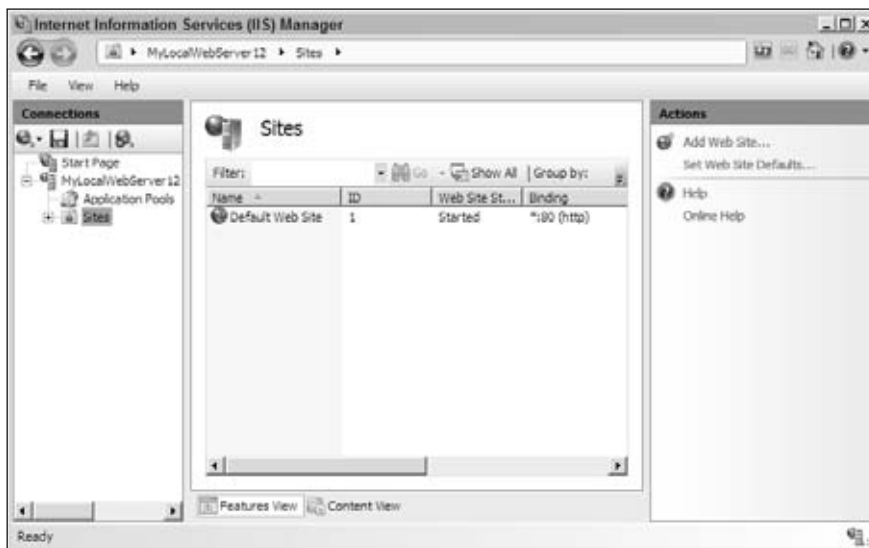 Internet Information Services (IIS) Manager
MyLocalWebServer12 Sites
File View Help
Connections
Start Page
MyLocalWebServer12
Application Pools
Sites
Sites
Filter: Go Show All Group by:
Name ID Web Site St... Binding
Default Web Site 1 Started *:80 (http)
Features View Content View
Actions
Add Web Site...
Set Web Site Defaults...
Help
Online Help
Ready